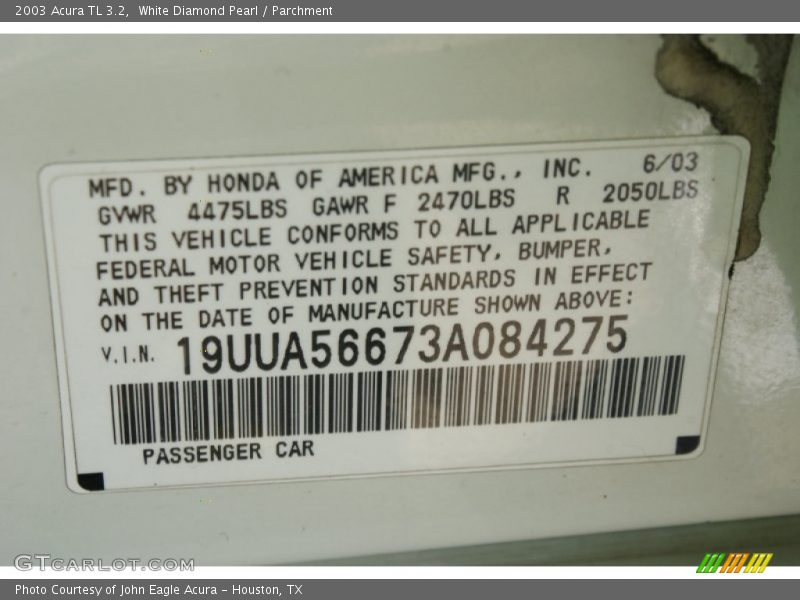 2003 Acura TL 3.2, White Diamond Pearl / Parchment
MFD. BY HONDA OF AMERICA MFG., INC. 6/03
GVWR 4475LBS GAWR F 2470LBS R 2050LBS
THIS VEHICLE CONFORMS TO ALL APPLICABLE
FEDERAL MOTOR VEHICLE SAFETY, BUMPER,
AND THEFT PREVENTION STANDARDS IN EFFECT
ON THE DATE OF MANUFACTURE SHOWN ABOVE:
V.I.N. 19UUA56673A084275
PASSENGER CAR
GTCARLOT.COM
Photo Courtesy of John Eagle Acura - Houston, TX